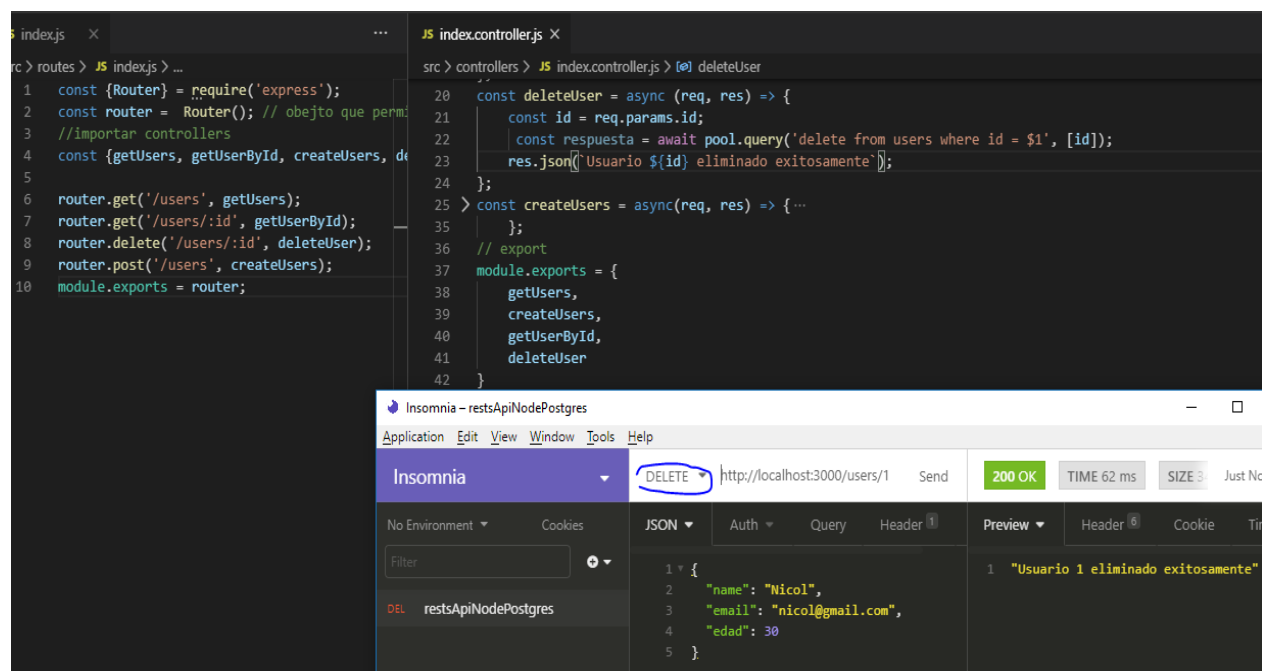 index.js
rc > routes > JS index.js > ...
1 const {Router} = require('express');
2 const router = Router(); // obejto que permi
3 //importar controllers
4 const {getUsers, getUserById, createUsers, de
5
6 router.get('/users', getUsers);
7 router.get('/users/:id', getUserById);
8 router.delete('/users/:id', deleteUser);
9 router.post('/users', createUsers);
10 module.exports = router;
JS index.controller.js
src > controllers > JS index.controller.js > deleteUser
20 const deleteUser = async (req, res) => {
21 const id = req.params.id;
22 const respuesta = await pool.query('delete from users where id = $1', [id]);
23 res.json(`Usuario ${id} eliminado exitosamente`);
24 };
25 const createUsers = async(req, res) => { ...
35 };
36 // export
37 module.exports = {
38 getUsers,
39 createUsers,
40 getUserById,
41 deleteUser
42 }
Insomnia – restsApiNodePostgres
Application Edit View Window Tools Help
Insomnia
DELETE http://localhost:3000/users/1 Send
200 OK TIME 62 ms SIZE Just
No Environment Cookies
JSON Auth Query Header 1
Preview Header 6 Cookie
Filter
DEL restsApiNodePostgres
1 {
2 "name": "Nicol",
3 "email": "nicol@gmail.com",
4 "edad": 30
5 }
1 "Usuario 1 eliminado exitosamente"